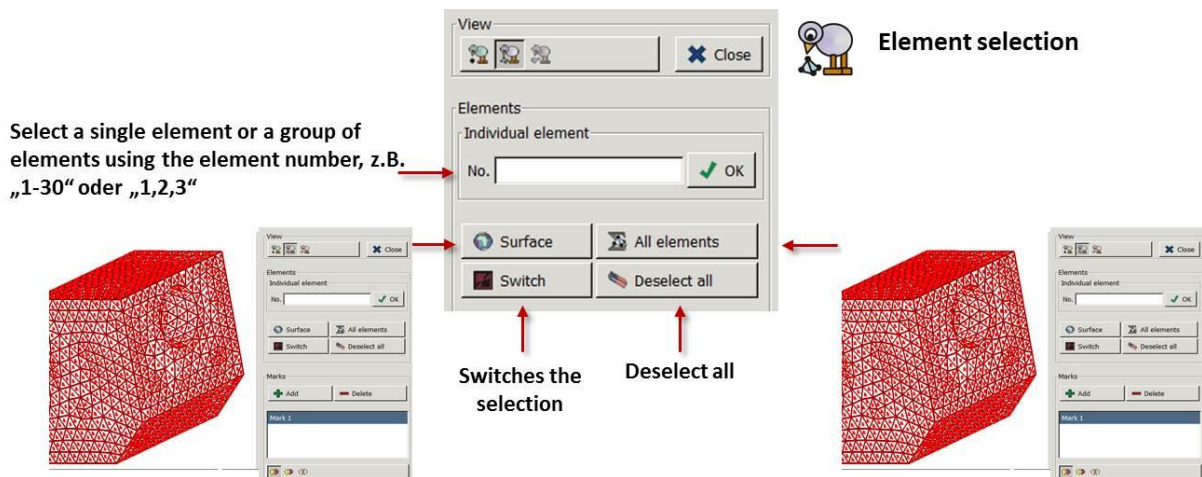 View
Close
Element selection
Elements
Individual element
No.
OK
Select a single element or a group of
elements using the element number, z.B.
„1-30“ oder „1,2,3“
Surface
All elements
Switch
Deselect all
Switches the
selection
Deselect all
View
Close
Elements
Individual element
No.
OK
Surface
All elements
Switch
Deselect all
Marks
Add
Delete
Mark 1
View
Close
Elements
Individual element
No.
OK
Surface
All elements
Switch
Deselect all
Marks
Add
Delete
Mark 1